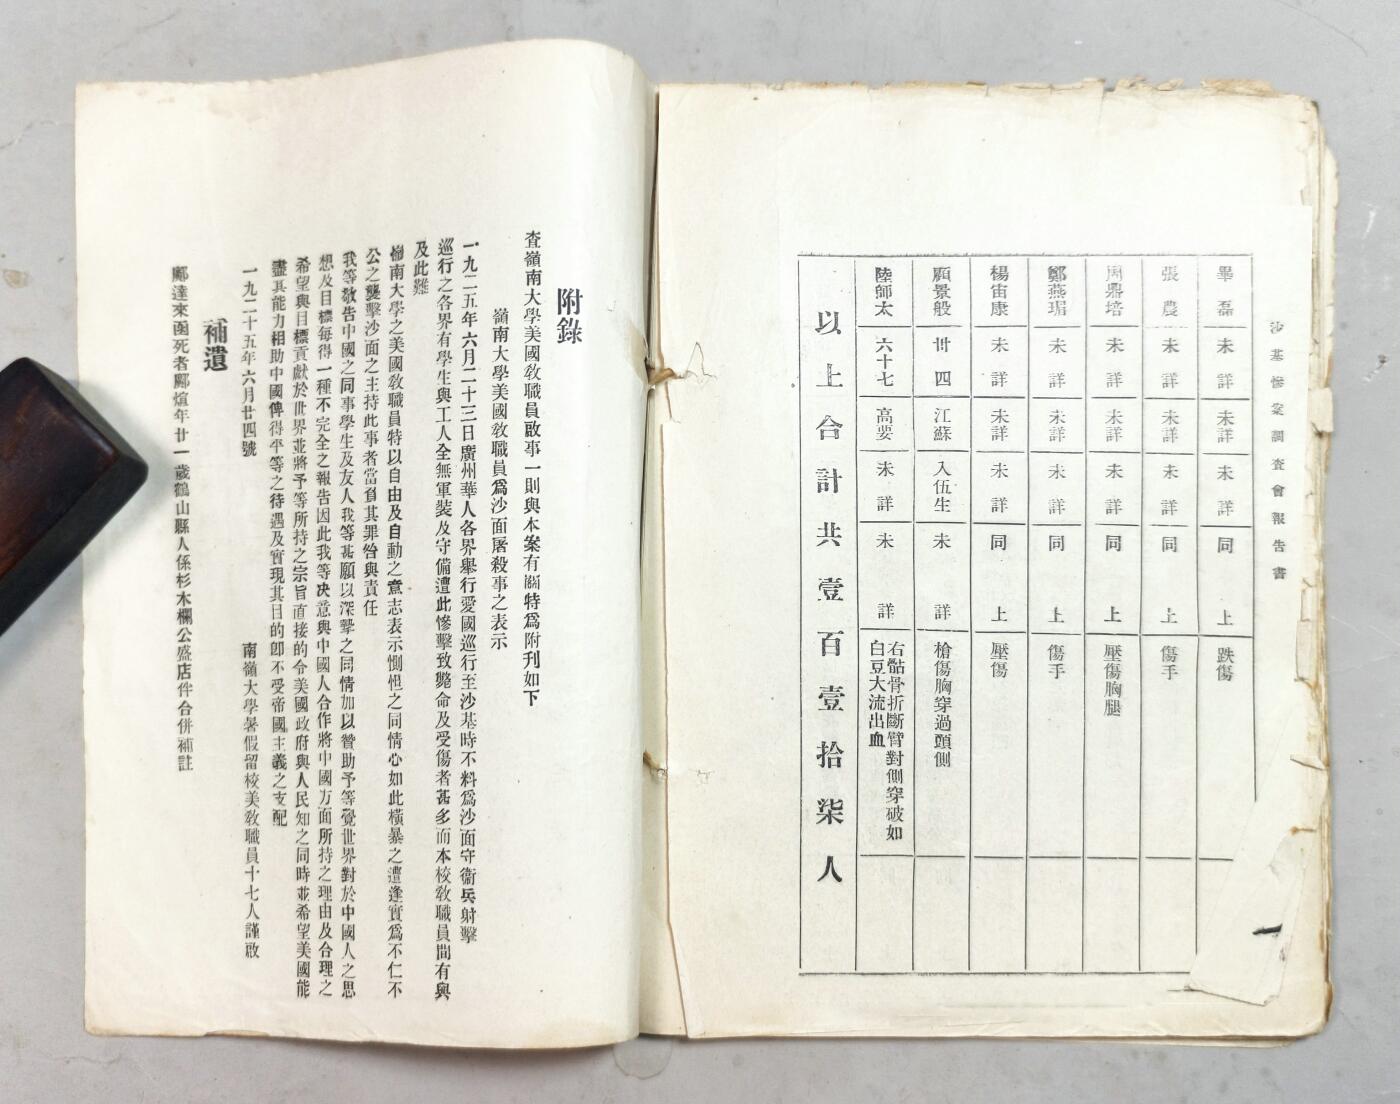 沙基慘案調查會報告書
畢磊 未詳 未詳 未詳 同上 跌傷
張農 未詳 未詳 未詳 同上 傷手
周鼎培 未詳 未詳 未詳 同上 壓傷胸腿
鄭燕琄 未詳 未詳 未詳 同上 傷手
楊宙康 未詳 未詳 未詳 同上 壓傷
顧景般 卅四 江蘇 入伍生 未詳 槍傷胸穿過頭側
陸師太 六十七 高要 未詳 未詳 右骷骨折斷臂對側穿破如白豆大流出血
以上合計共壹百壹拾柒人
附錄
查嶺南大學美國敎職員啟事一則與本案有關特爲附刊如下
嶺南大學美國敎職員爲沙面屠殺事之表示
一九二五年六月二十三日廣州華人各界舉行愛國巡行至沙基時不料爲沙面守衞兵射擊
巡行之各界有學生與工人全無軍裝及守備遭此慘擊致斃命及受傷者甚多而本校敎職員間有與
及此難
嶺南大學之美國敎職員特以自由及自動之意志表示惻怛之同情心如此橫暴之遭逢實爲不仁不
公之襲擊沙面之主持此事者當負其罪咎與責任
我等敬告中國之同事學生及友人我等甚願以深摯之同情加以贊助予等覺世界對於中國人之思
想及目標每得一種不完全之報告因此我等决意與中國人合作將中國方面所持之理由及合理之
希望與目標貢獻於世界並將予等所持之宗旨直接的令美國政府與人民知之同時並希望美國能
盡其能力相助中國俾得平等之待遇及實現其目的卽不受帝國主義之支配
一九二十五年六月廿四號 南嶺大學暑假留校美敎職員十七人謹啟
補遺
鄺達來函死者鄺煊年廿一歲鶴山縣人係杉木欄公盛店伴合併補註